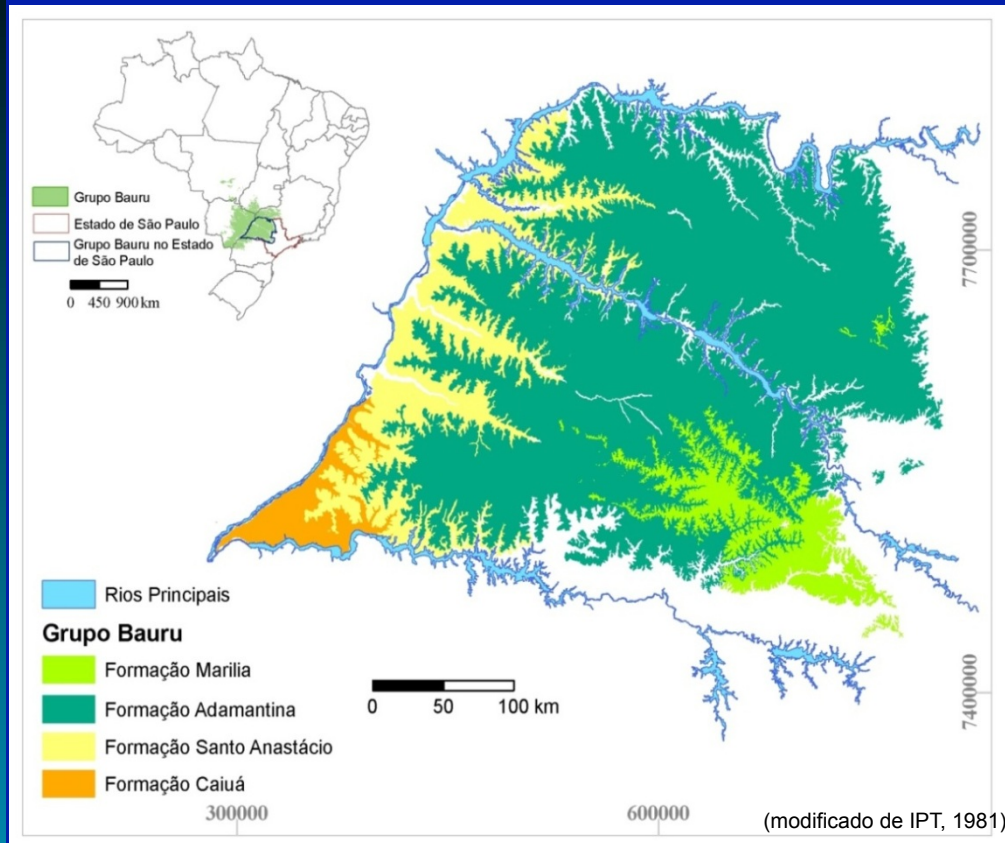 Grupo Bauru
Estado de São Paulo
Grupo Bauru no Estado
de São Paulo
0 450 900 km
7700000
Rios Principais
Grupo Bauru
Formação Marilia
Formação Adamantina
Formação Santo Anastácio
Formação Caiuá
0 50 100 km
7400000
300000
600000
(modificado de IPT, 1981)